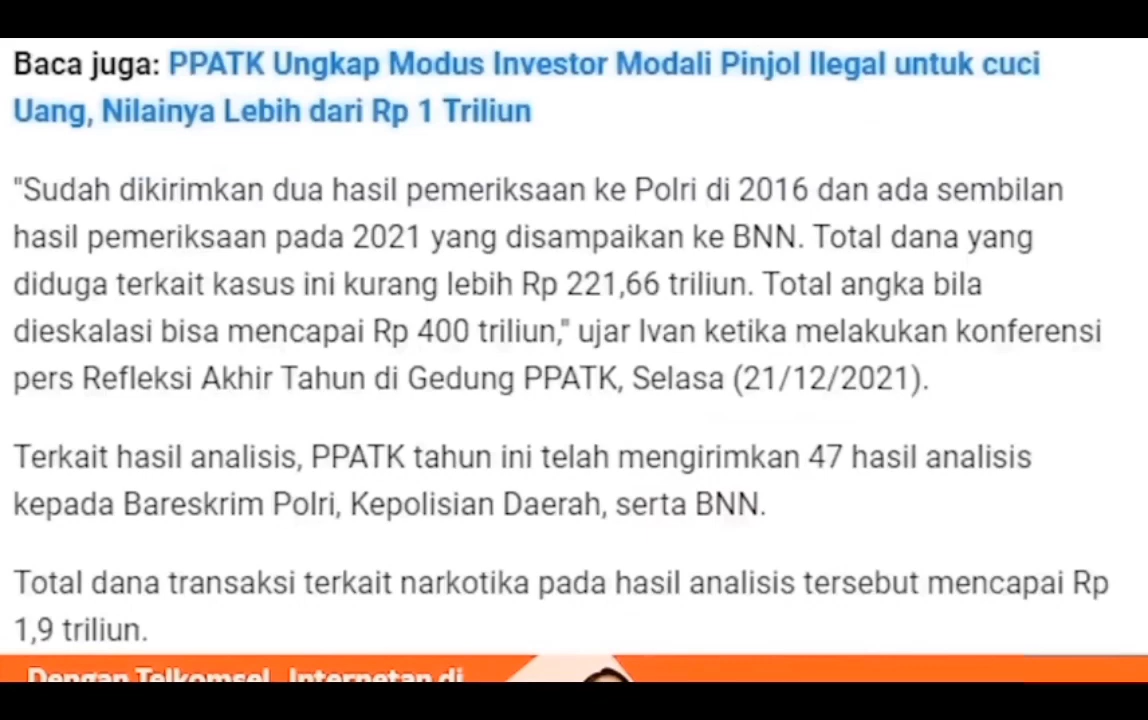 Baca juga: PPATK Ungkap Modus Investor Modali Pinjol Ilegal untuk cuci
Uang, Nilainya Lebih dari Rp 1 Triliun
"Sudah dikirimkan dua hasil pemeriksaan ke Polri di 2016 dan ada sembilan
hasil pemeriksaan pada 2021 yang disampaikan ke BNN. Total dana yang
diduga terkait kasus ini kurang lebih Rp 221,66 triliun. Total angka bila
dieskalasi bisa mencapai Rp 400 triliun," ujar Ivan ketika melakukan konferensi
pers Refleksi Akhir Tahun di Gedung PPATK, Selasa (21/12/2021).
Terkait hasil analisis, PPATK tahun ini telah mengirimkan 47 hasil analisis
kepada Bareskrim Polri, Kepolisian Daerah, serta BNN.
Total dana transaksi terkait narkotika pada hasil analisis tersebut mencapai Rp
1,9 triliun.
Dengan Telkomsel, Internetan di